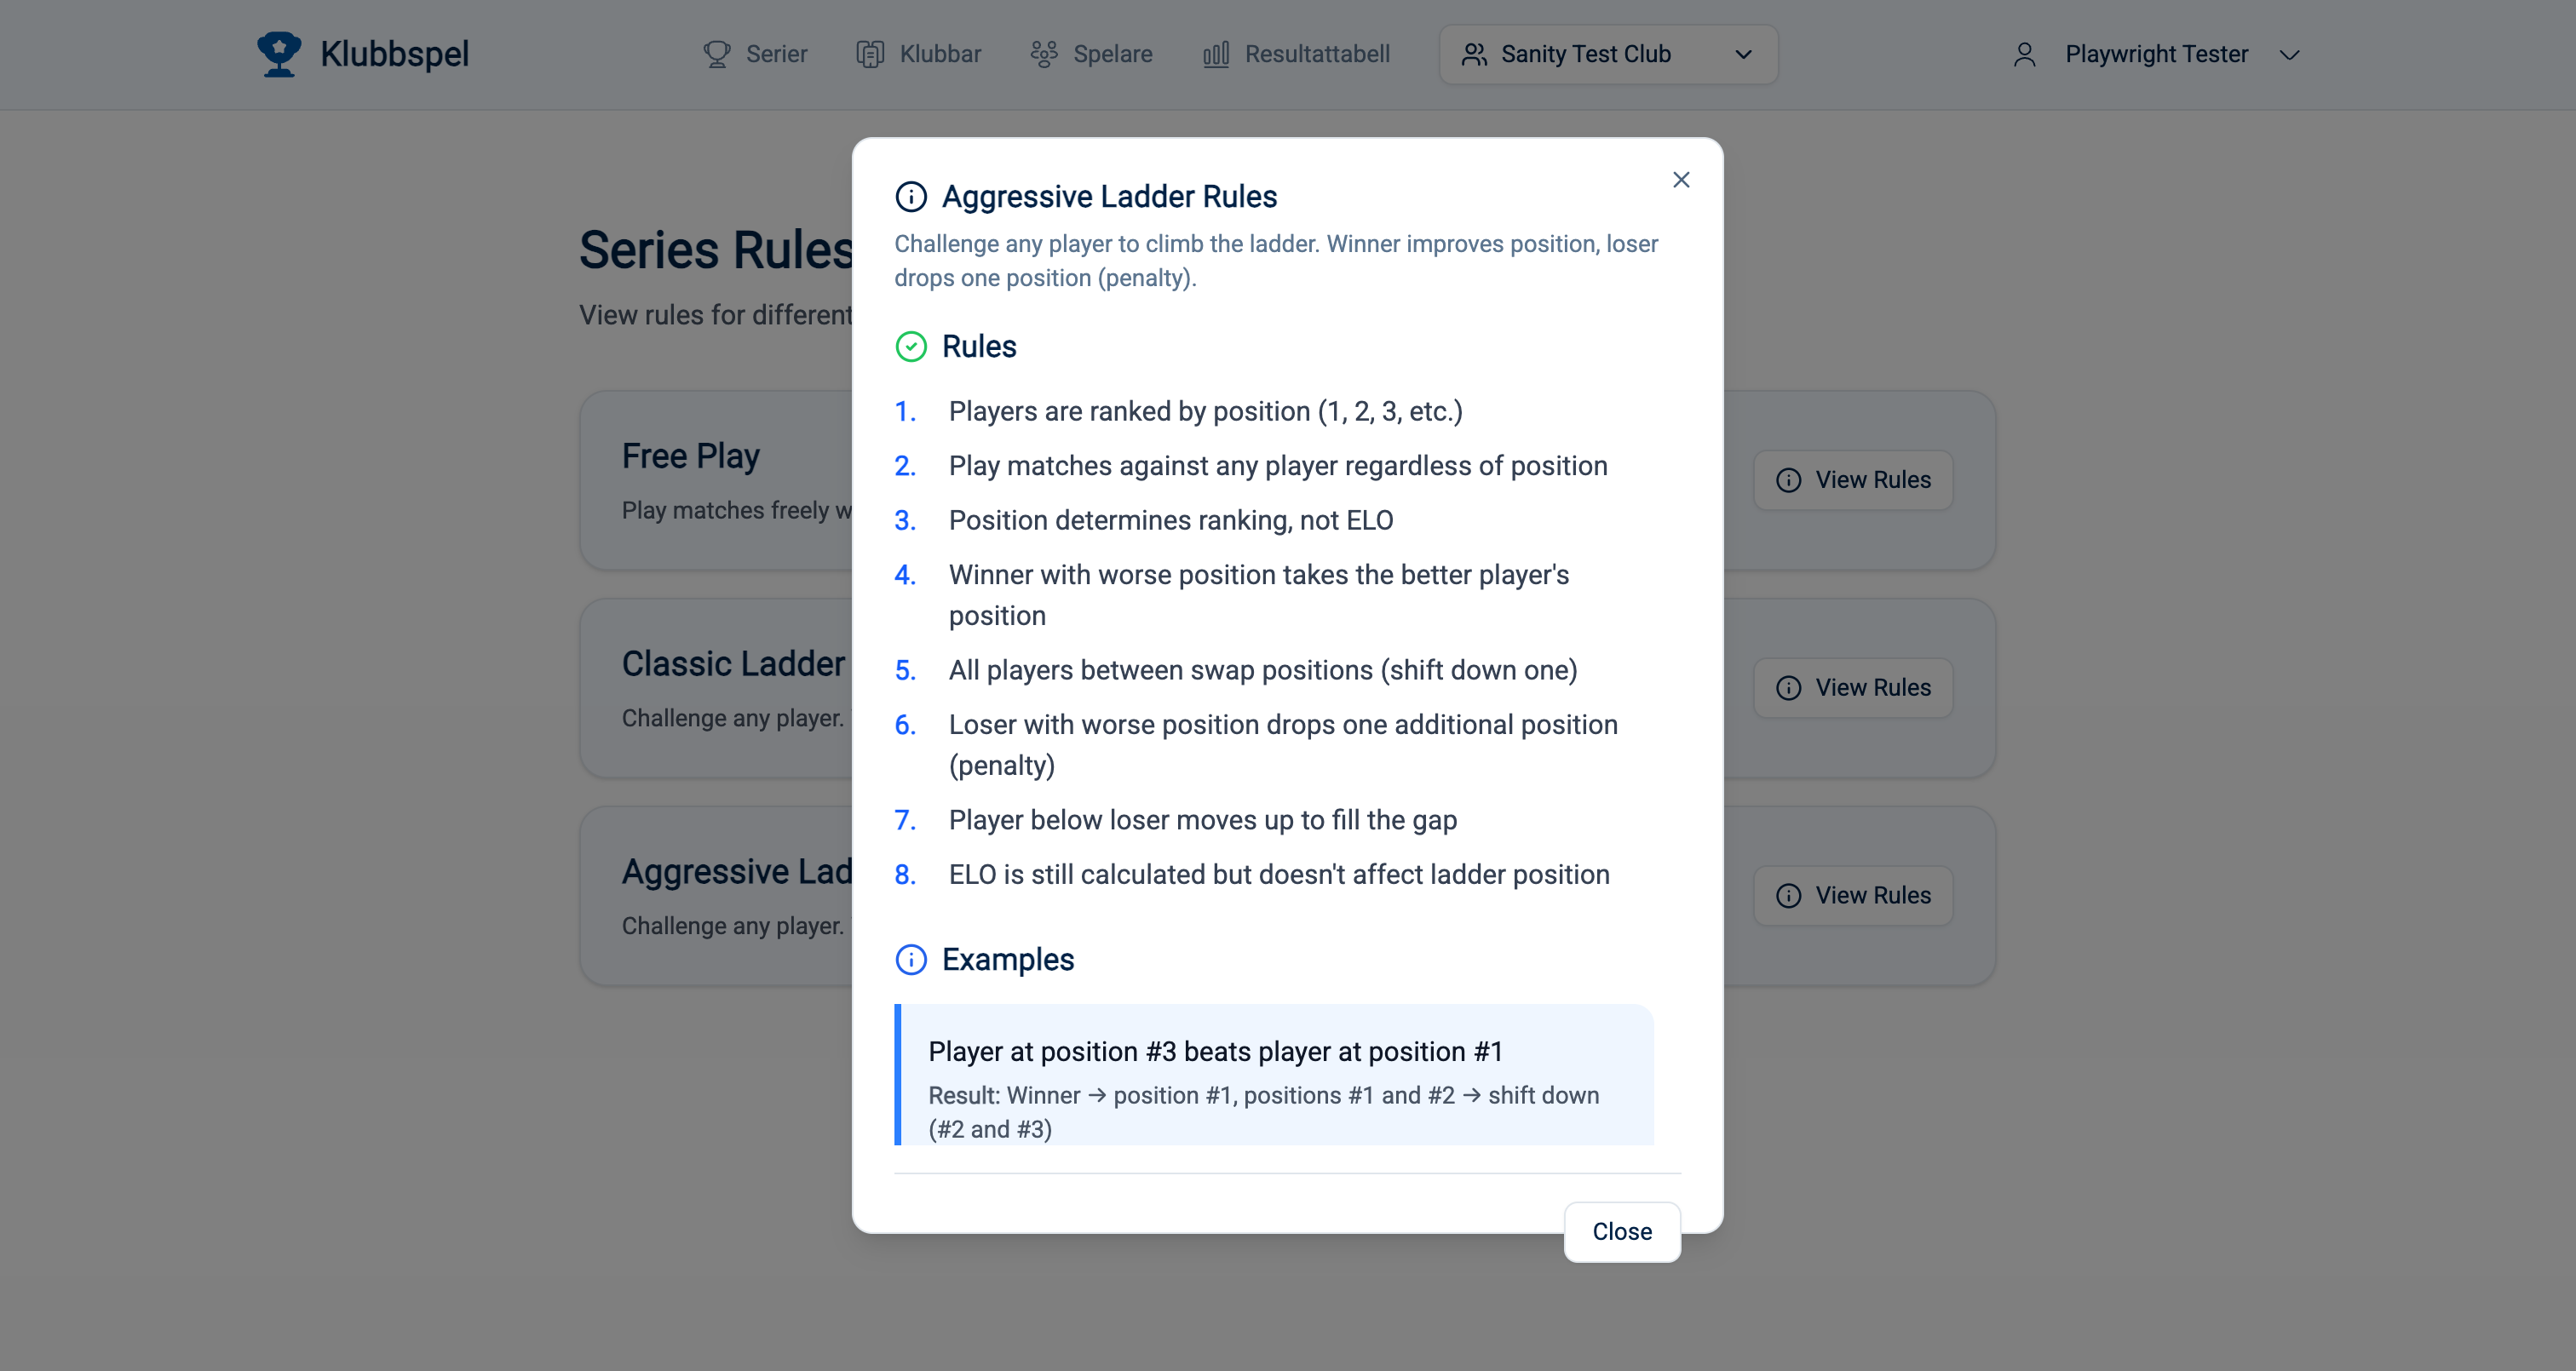 Klubbspel
Serier
Klubbar
Spelare
Resultattabell
Sanity Test Club
Playwright Tester
Series Rules
View rules for different
Free Play
Play matches freely w
View Rules
Classic Ladder
Challenge any player.
View Rules
Aggressive Lad
Challenge any player.
View Rules
Aggressive Ladder Rules
Challenge any player to climb the ladder. Winner improves position, loser
drops one position (penalty).
Rules
1. Players are ranked by position (1, 2, 3, etc.)
2. Play matches against any player regardless of position
3. Position determines ranking, not ELO
4. Winner with worse position takes the better player's
position
5. All players between swap positions (shift down one)
6. Loser with worse position drops one additional position
(penalty)
7. Player below loser moves up to fill the gap
8. ELO is still calculated but doesn't affect ladder position
Examples
Player at position #3 beats player at position #1
Result: Winner → position #1, positions #1 and #2 → shift down
(#2 and #3)
Close